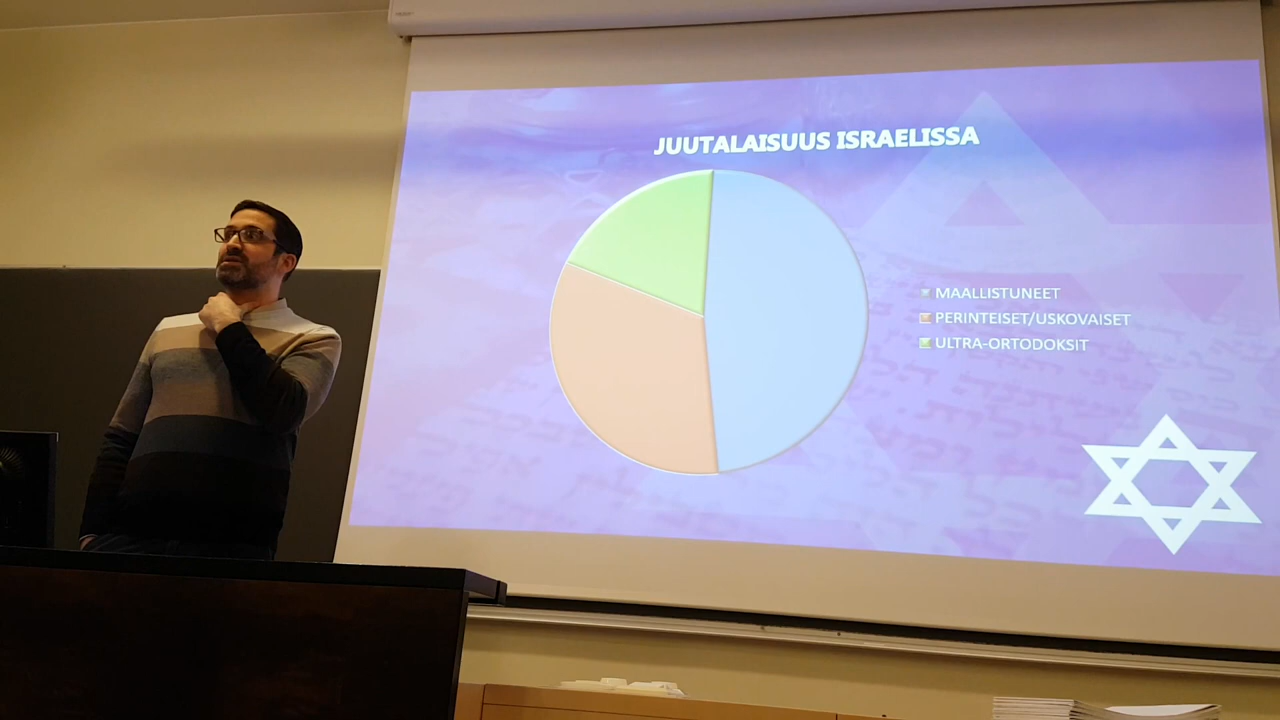 JUUTALAISUUS ISRAELISSA
MAALLISTUNEET
PERINTEISET/USKOVAISET
ULTRA-ORTODOKSIT